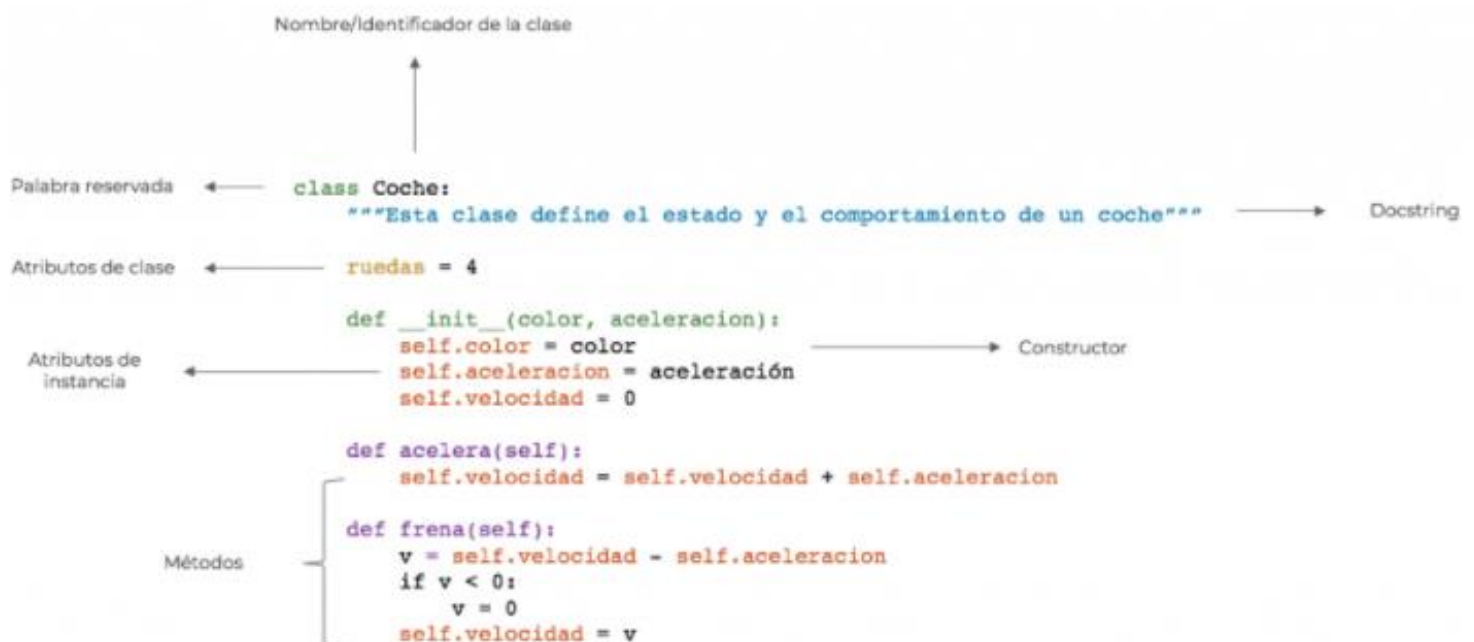 Nombre/Identificador de la clase
Palabra reservada
class Coche:
"""Esta clase define el estado y el comportamiento de un coche"""
Docstring
Atributos de clase
ruedas = 4
def __init__(color, aceleracion):
self.color = color
Constructor
Atributos de
instancia
self.aceleracion = aceleración
self.velocidad = 0
def acelera(self):
self.velocidad = self.velocidad + self.aceleracion
Métodos
def frena(self):
v = self.velocidad - self.aceleracion
if v < 0:
v = 0
self.velocidad = v